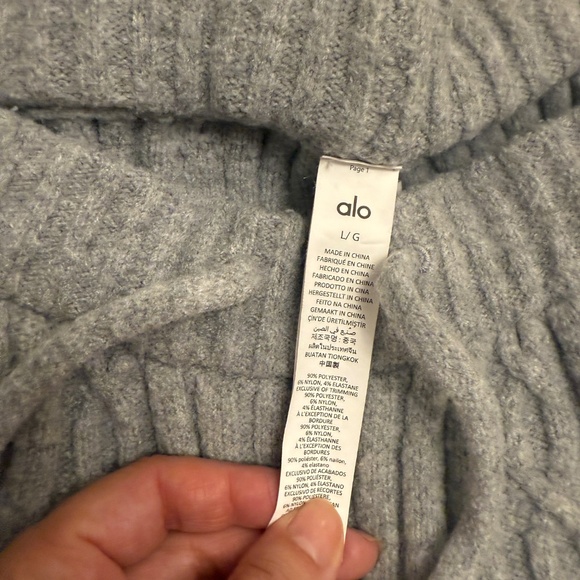 Page 1
alo
L/ G
MADE IN CHINA
FABRIQUÉ EN CHINE
HECHO EN CHINA
FABRICADO EN CHINA
PRODOTTO IN CINA
HERGESTELLT IN CHINA
FEITO NA CHINA
GEMAAKT IN CHINA
ÇİN'DE ÜRETİLMİŞTİR
صنع في الصين
제조국명 : 중국
ผลิตในประเทศจีน
BUATAN TIONGKOK
中國製
90% POLYESTER,
6% NYLON, 4% ELASTANE
EXCLUSIVE OF TRIMMING
90% POLYESTER,
6% NYLON,
4% ÉLASTHANNE
À L'EXCEPTION DE LA
BORDURE
90% POLYESTER,
6% NYLON,
4% ÉLASTHANNE
À L'EXCEPTION DES
BORDURES
90% poliéster, 6% nailon,
4% elastano
EXCLUSIVO DE ACABADOS
90% POLIÉSTER,
6% NYLON, 4% ELASTANO
EXCLUSIVO DE RECORTES
90% POLIESTERE,